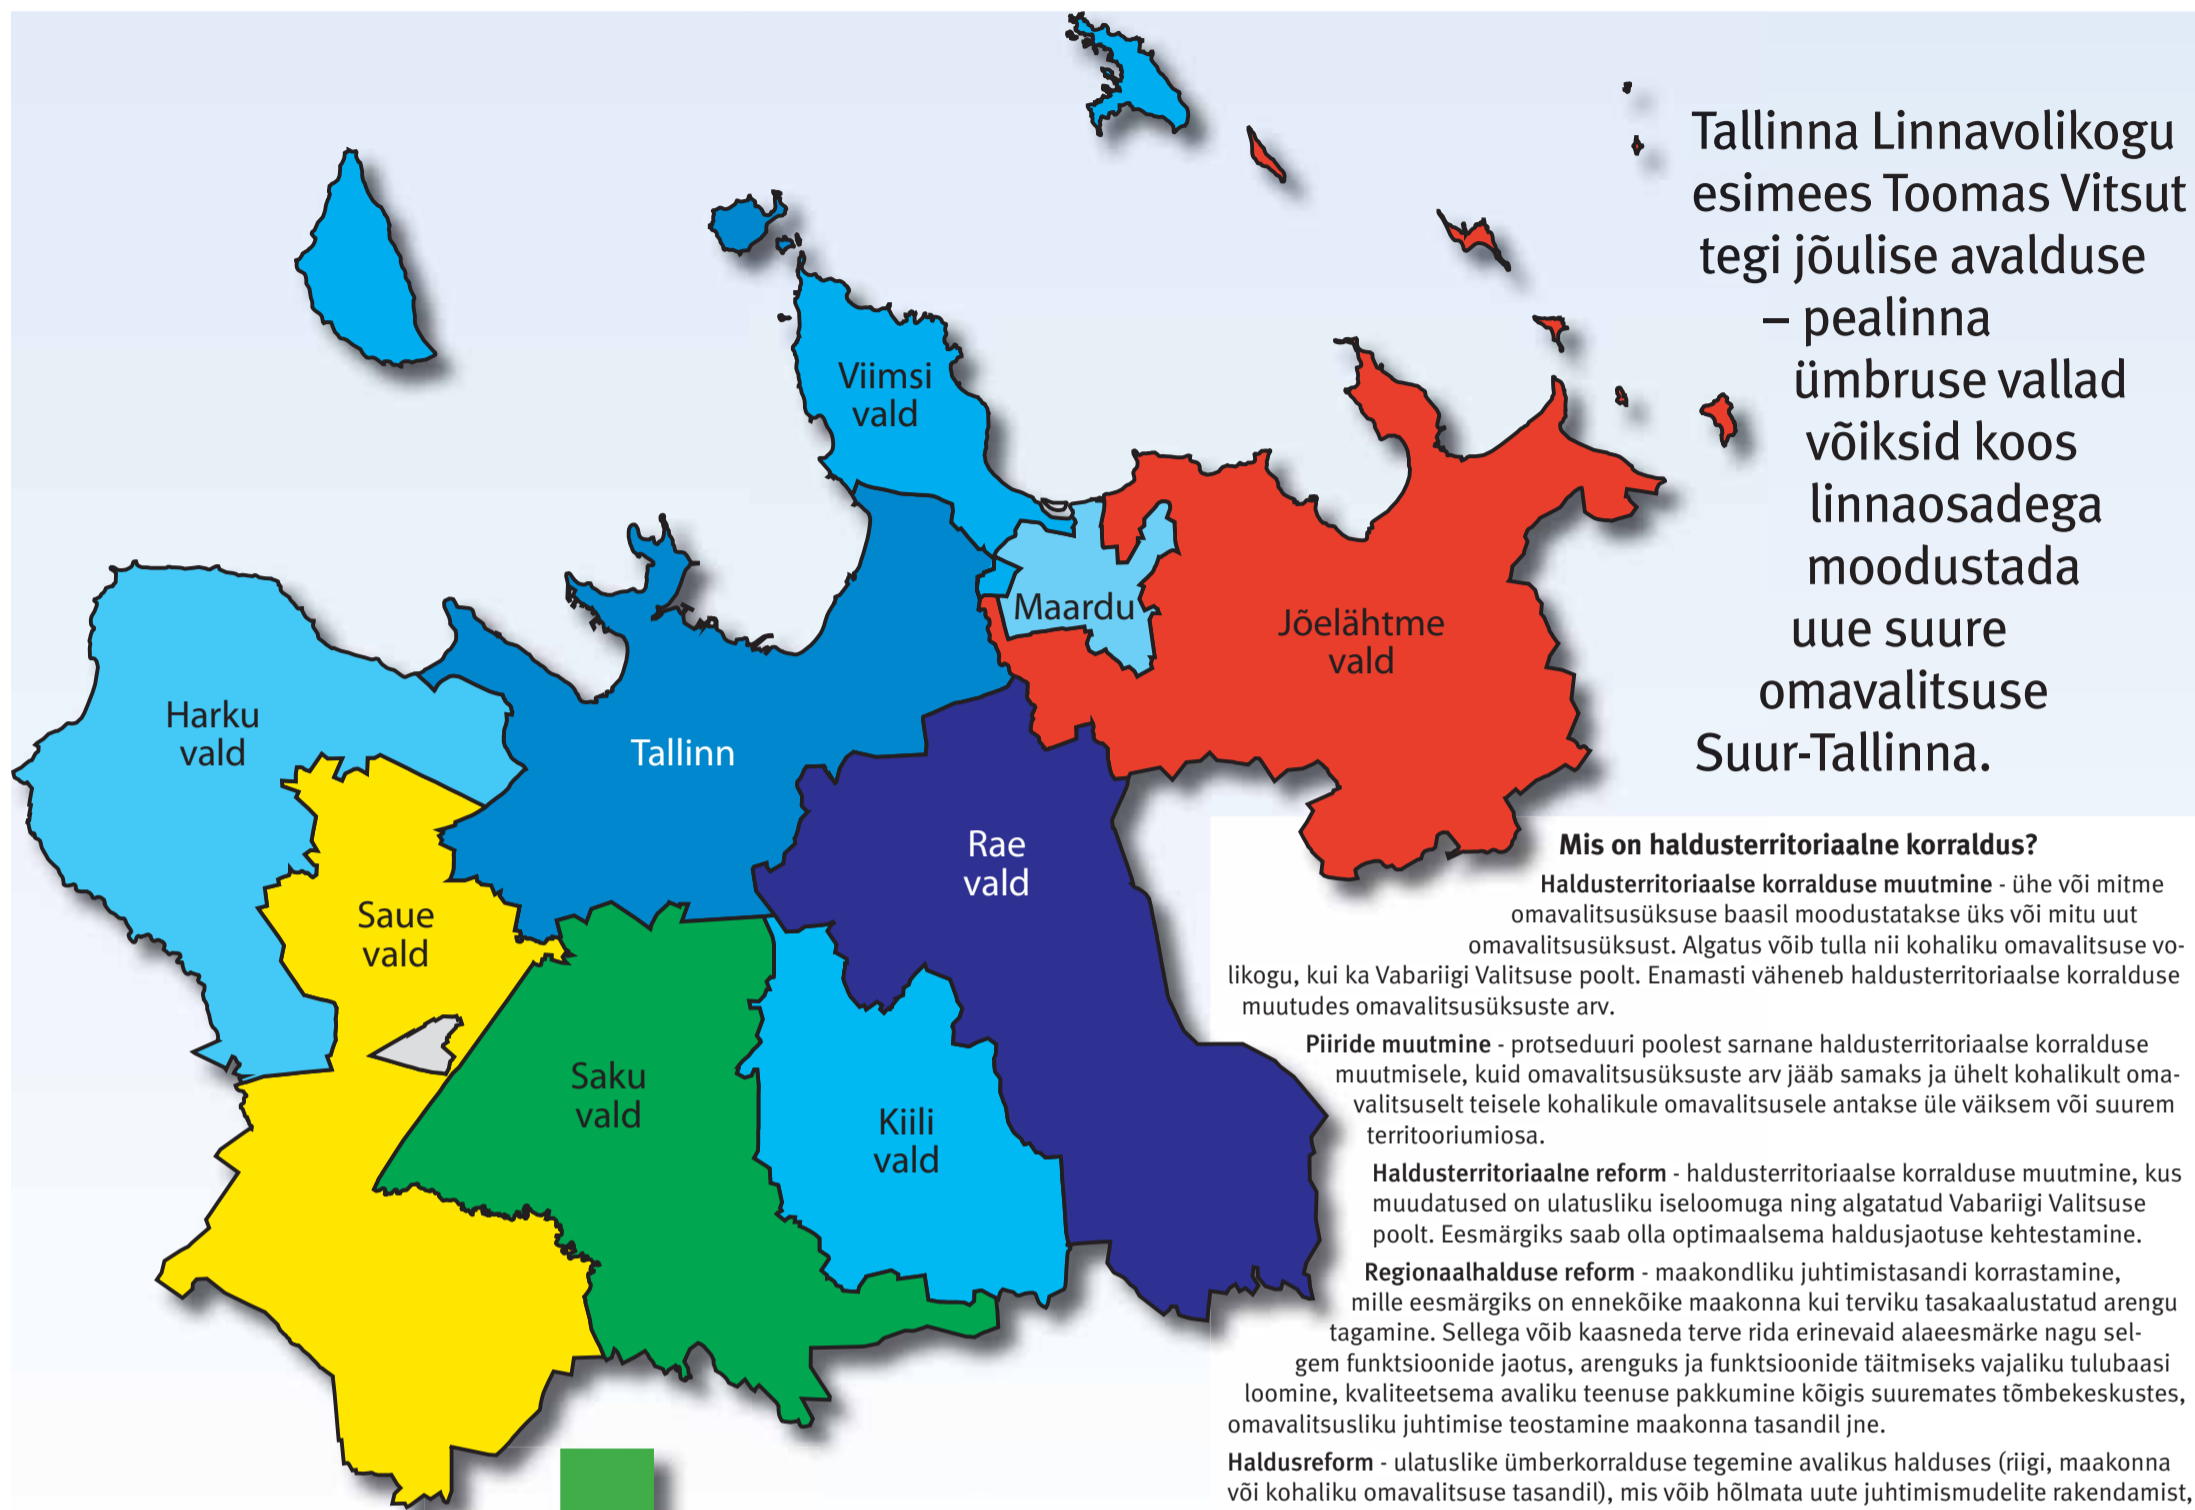 Tallinna Linnavolikogu
esimees Toomas Vitsut
tegi jõulise avalduse
– pealinna
ümbruse vallad
võiksid koos
linnaosadega
moodustada
uue suure
omavalitsuse
Suur-Tallinna.
Viimsi
vald
Maardu
Jõelähtme
vald
Harku
vald
Tallinn
Rae
vald
Saue
vald
Saku
vald
Kiili
vald
Mis on haldusterritoriaalne korraldus?
Haldusterritoriaalse korralduse muutmine - ühe või mitme
omavalitsusüksuse baasil moodustatakse üks või mitu uut
omavalitsusüksust. Algatus võib tulla nii kohaliku omavalitsuse vo-
likogu, kui ka Vabariigi Valitsuse poolt. Enamasti väheneb haldusterritoriaalse korralduse
muutudes omavalitsusüksuste arv.
Piiride muutmine - protseduuri poolest sarnane haldusterritoriaalse korralduse
muutmisele, kuid omavalitsusüksuste arv jääb samaks ja ühelt kohalikult oma-
valitsuselt teisele kohalikule omavalitsusele antakse üle väiksem või suurem
territooriumiosa.
Haldusterritoriaalne reform - haldusterritoriaalse korralduse muutmine, kus
muudatused on ulatusliku iseloomuga ning algatatud Vabariigi Valitsuse
poolt. Eesmärgiks saab olla optimaalsema haldusjaotuse kehtestamine.
Regionaalhalduse reform - maakondliku juhtimistasandi korrastamine,
mille eesmärgiks on ennekõike maakonna kui terviku tasakaalustatud arengu
tagamine. Sellega võib kaasneda terve rida erinevaid alaeesmärke nagu sel-
gem funktsioonide jaotus, arenguks ja funktsioonide täitmiseks vajaliku tulubaasi
loomine, kvaliteetsema avaliku teenuse pakkumine kõigis suuremates tõmbekeskustes,
omavalitsusliku juhtimise teostamine maakonna tasandil jne.
Haldusreform - ulatuslike ümberkorralduse tegemine avalikus halduses (riigi, maakonna
või kohaliku omavalitsuse tasandil), mis võib hõlmata uute juhtimismudelite rakendamist,